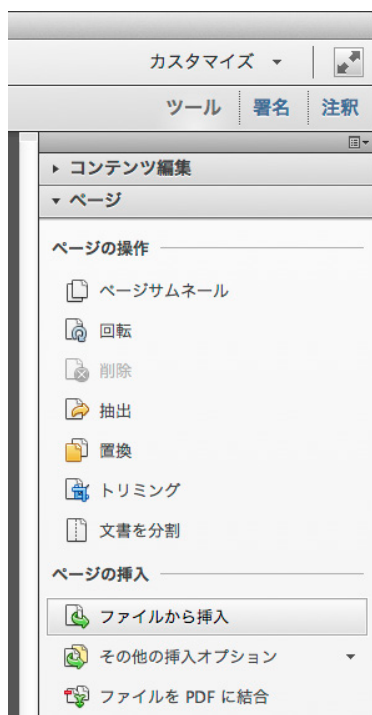 カスタマイズ
ツール 署名 注釈
コンテンツ編集
ページ
ページの操作
ページサムネール
回転
削除
抽出
置換
トリミング
文書を分割
ページの挿入
ファイルから挿入
その他の挿入オプション
ファイルを PDF に結合